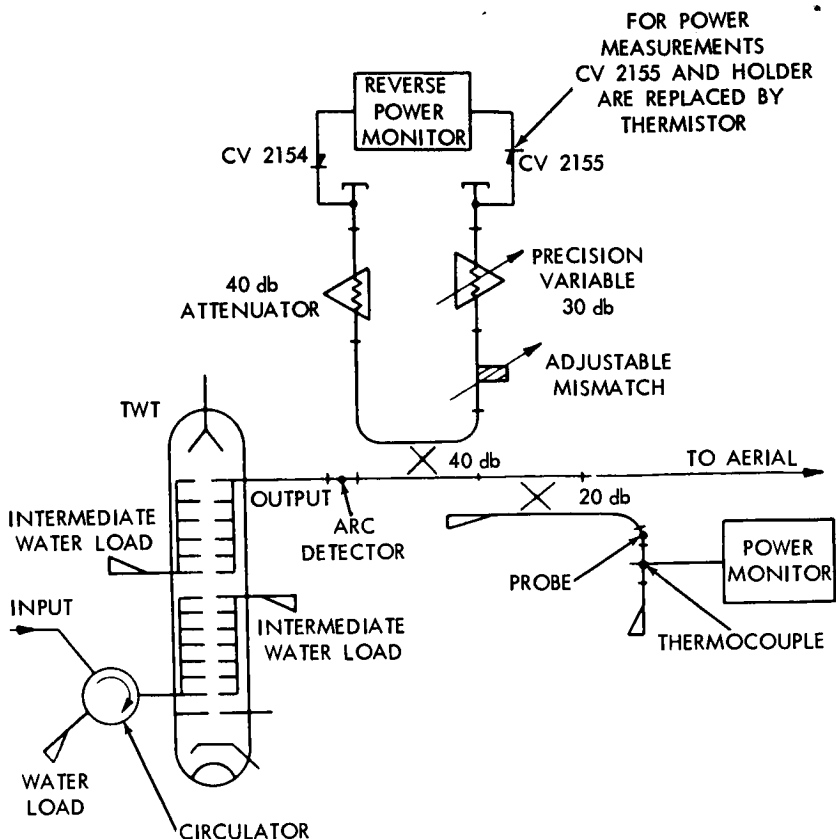 FOR POWER
MEASUREMENTS
CV 2155 AND HOLDER
ARE REPLACED BY
THERMISTOR
REVERSE
POWER
MONITOR
CV 2154
CV 2155
40 db
ATTENUATOR
PRECISION
VARIABLE
30 db
ADJUSTABLE
MISMATCH
TWT
40 db
TO AERIAL
OUTPUT
20 db
INTERMEDIATE
WATER LOAD
ARC
DETECTOR
PROBE
POWER
MONITOR
INPUT
INTERMEDIATE
WATER LOAD
THERMOCOUPLE
WATER
LOAD
CIRCULATOR